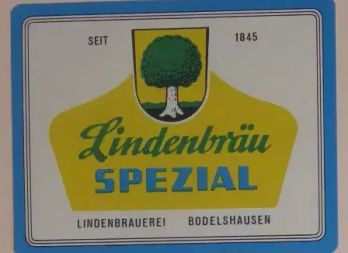 SEIT 1845
Lindenbräu
SPEZIAL
LINDENBRAUEREI BODELSHAUSEN